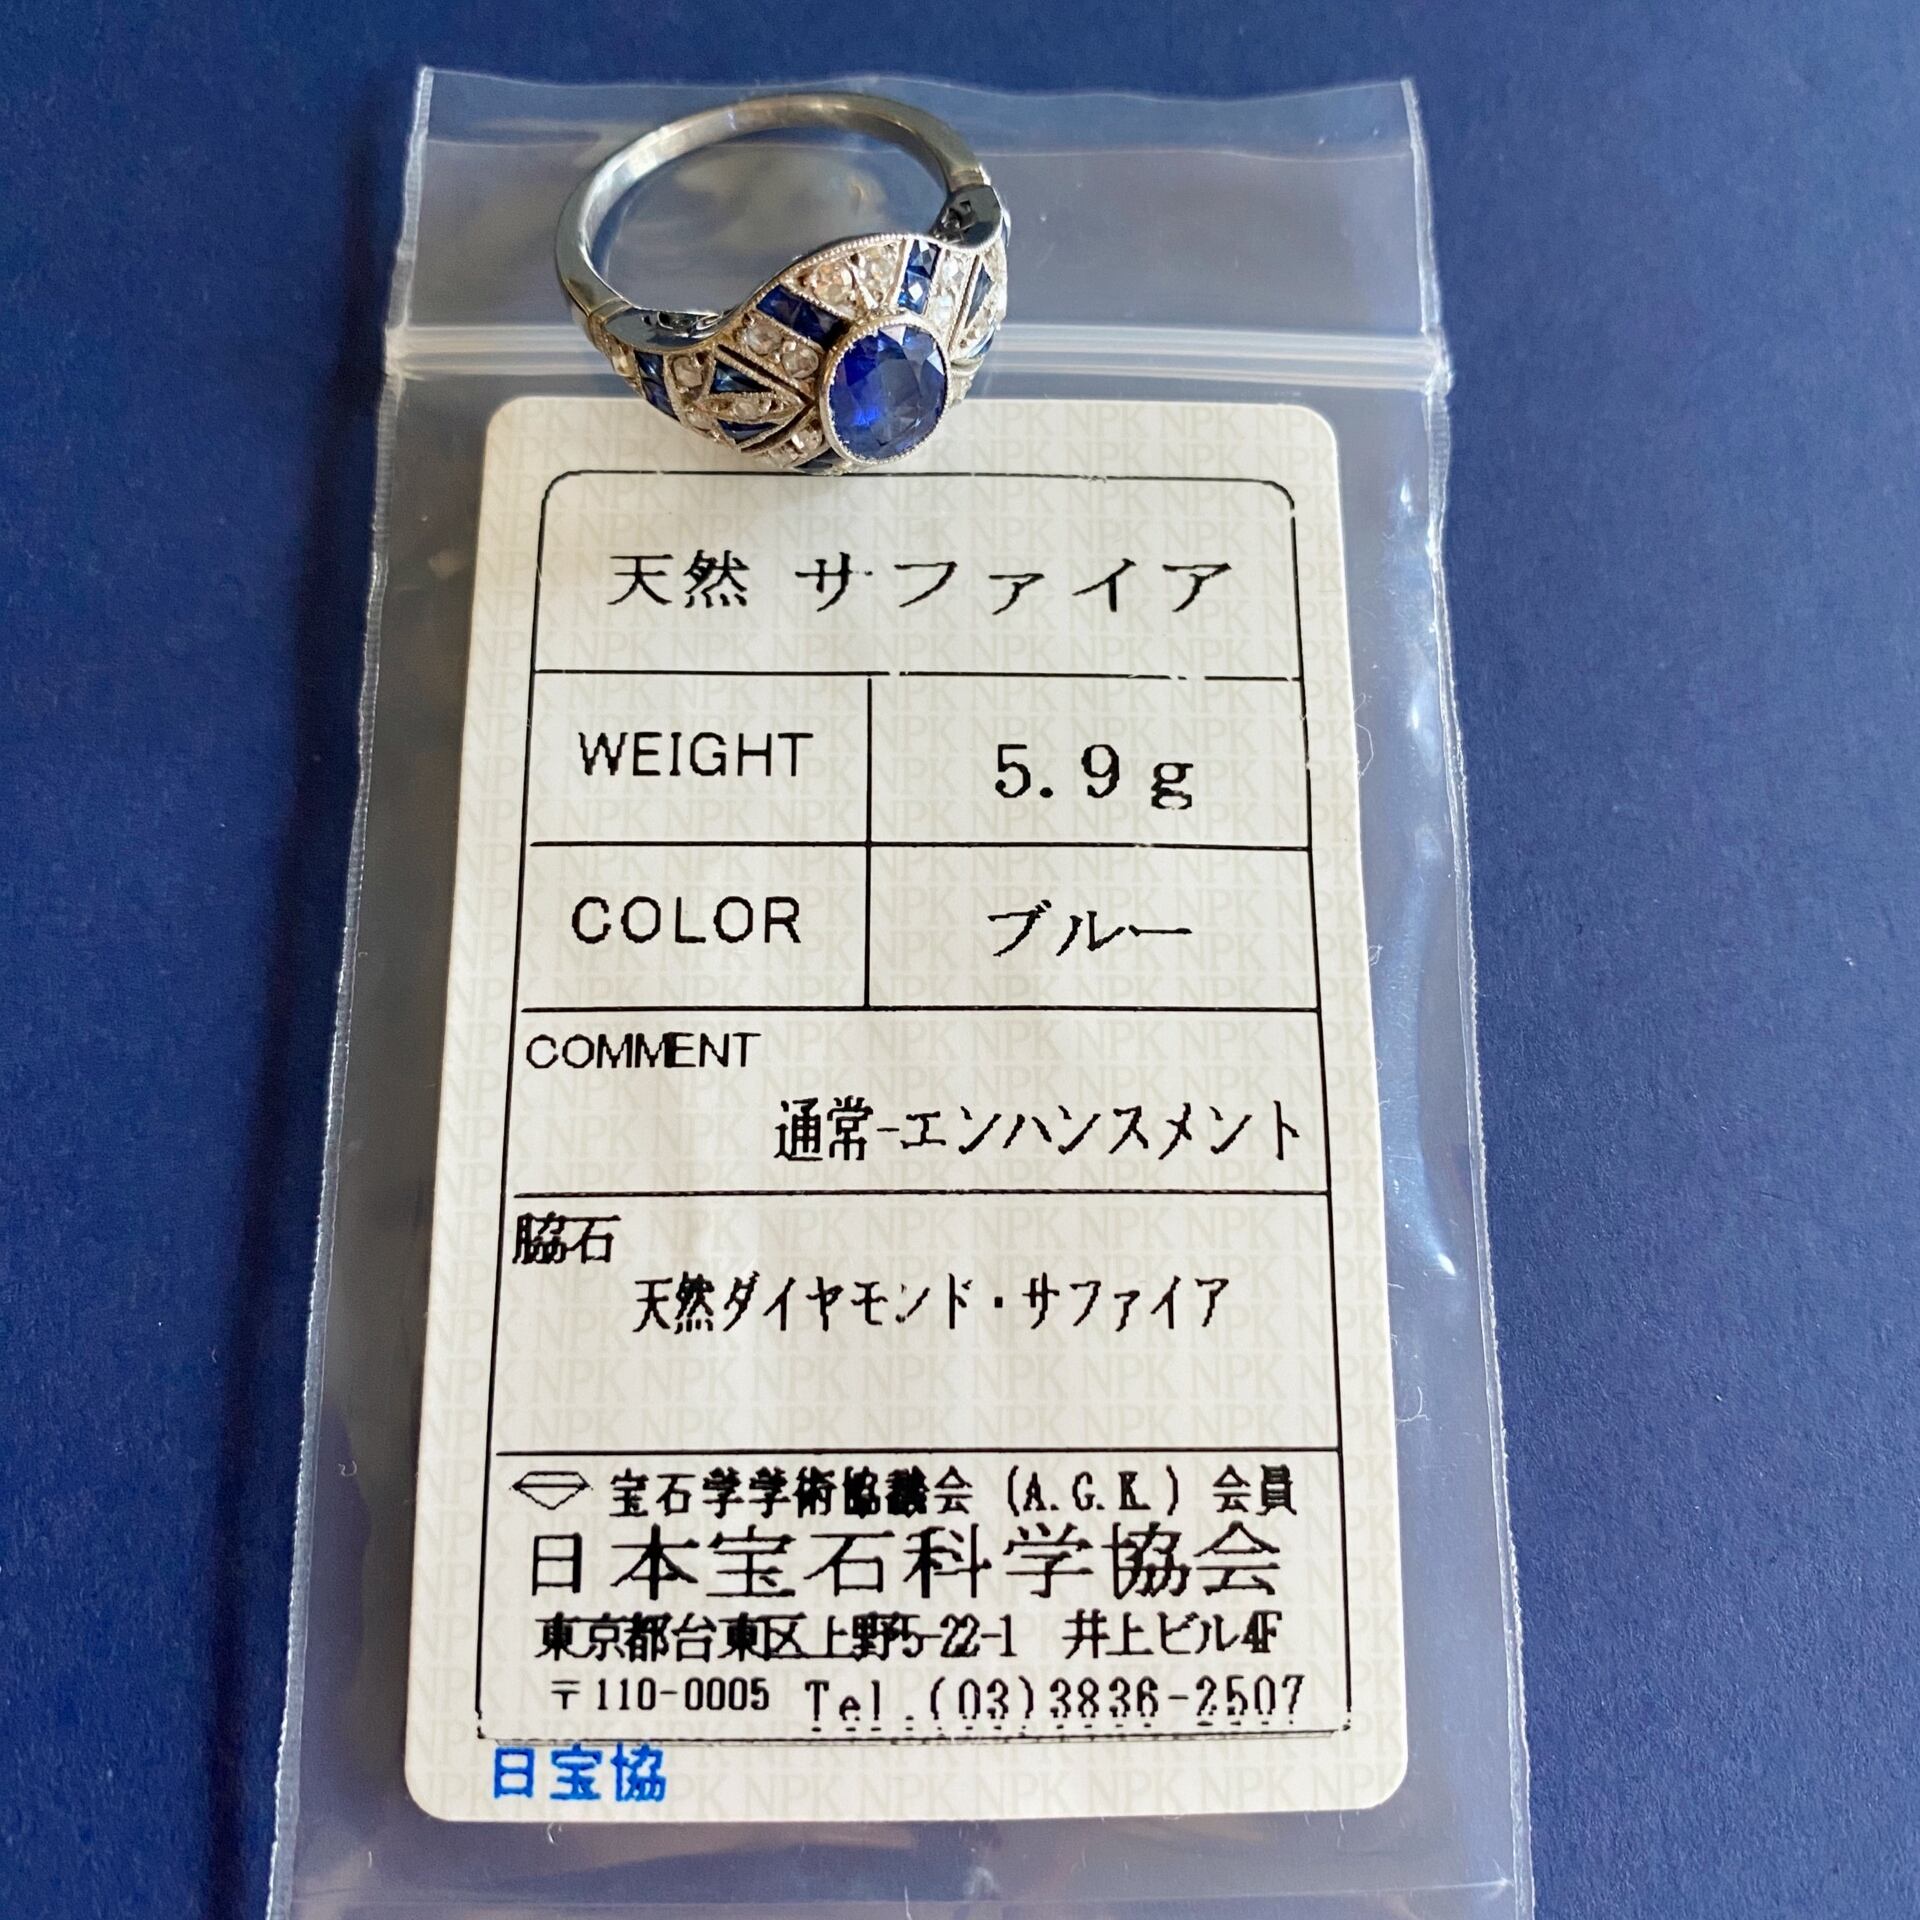 天然 サファイア
WEIGHT 5.9g
COLOR ブルー
COMMENT
通常-エンハンスメント
脇石
天然ダイヤモンド・サファイア
宝石学学術協議会 (A.G.K.) 会員
日本宝石科学協会
東京都台東区上野5-22-1 井上ビル4F
〒110-0005 Tel.(03)3836-2507
日宝協